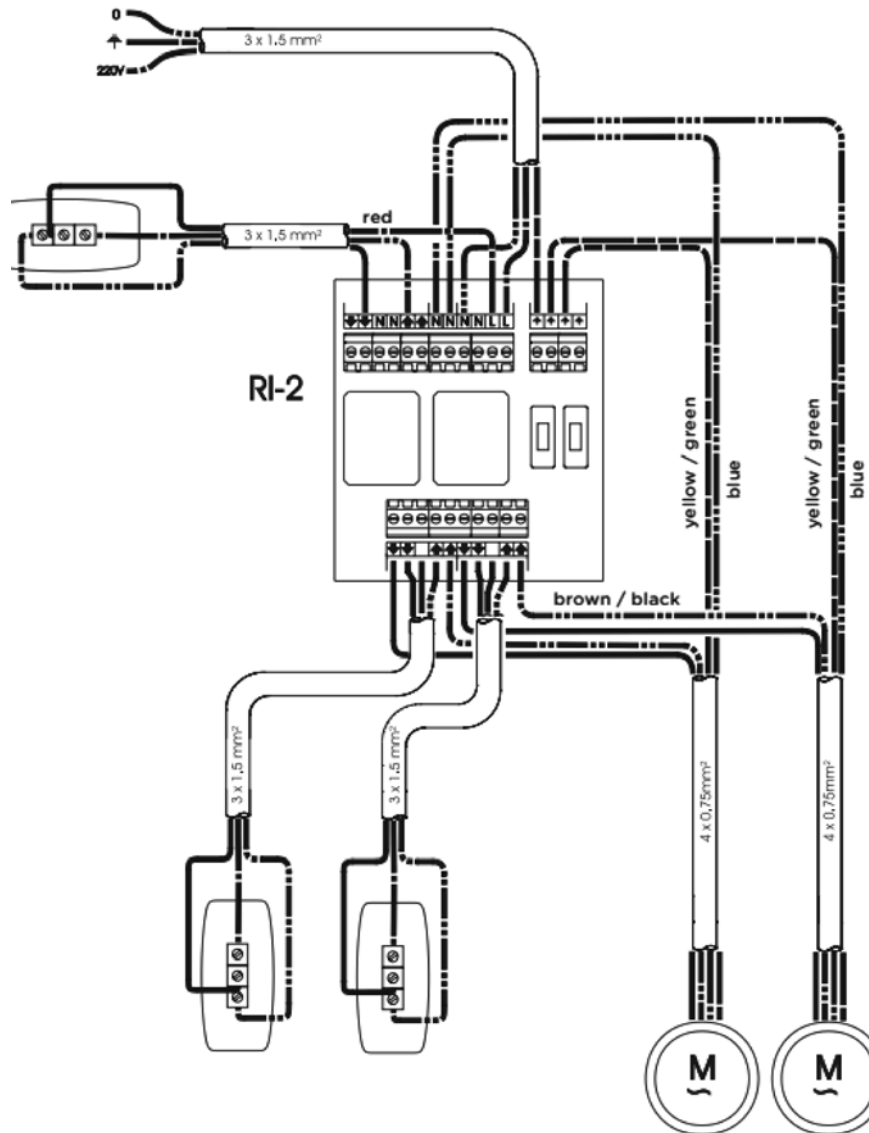 0
3 x 1,5 mm²
220V
red
3 x 1,5 mm²
N N N N N N L L
RI-2
yellow / green
blue
yellow / green
blue
brown / black
3 x 1,5 mm²
3 x 1,5 mm²
4 x 0,75mm²
4 x 0,75mm²
M
~
M
~